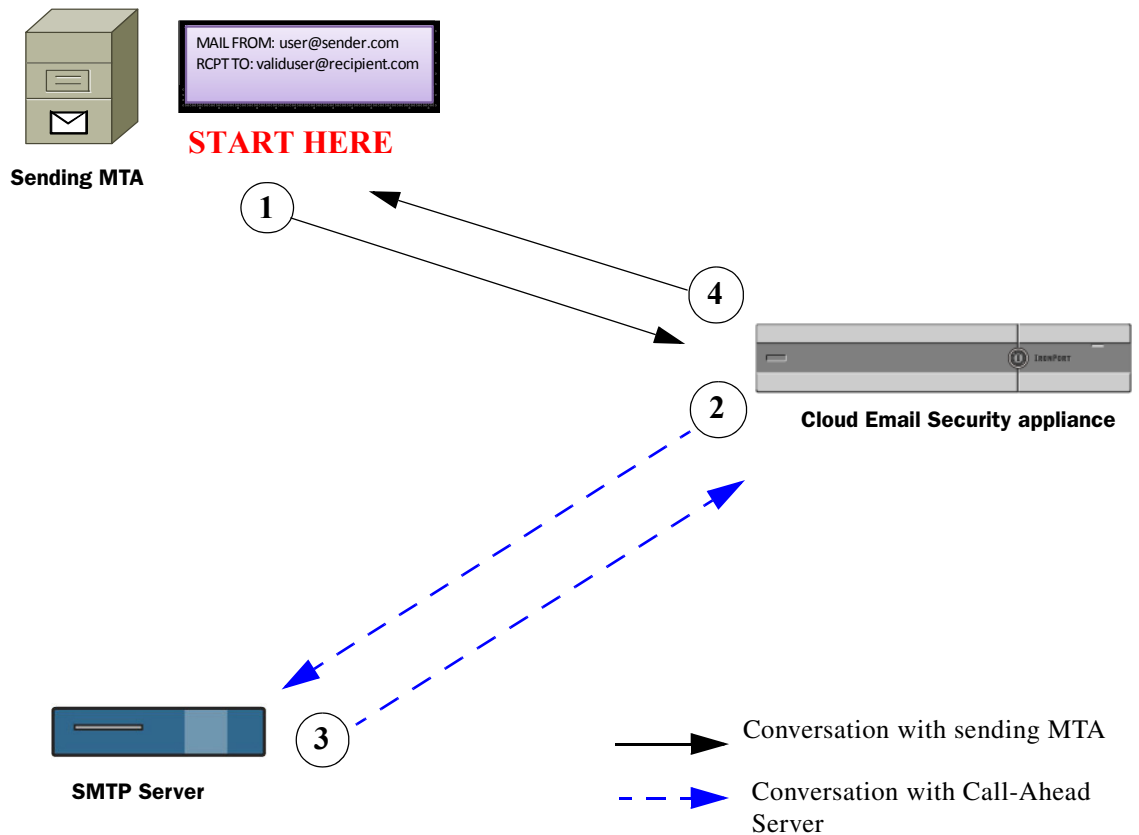 MAIL FROM: user@sender.com
RCPT TO: validuser@recipient.com
START HERE
Sending MTA
1
4
IRONPORT
2
Cloud Email Security appliance
3
SMTP Server
Conversation with sending MTA
Conversation with Call-Ahead
Server